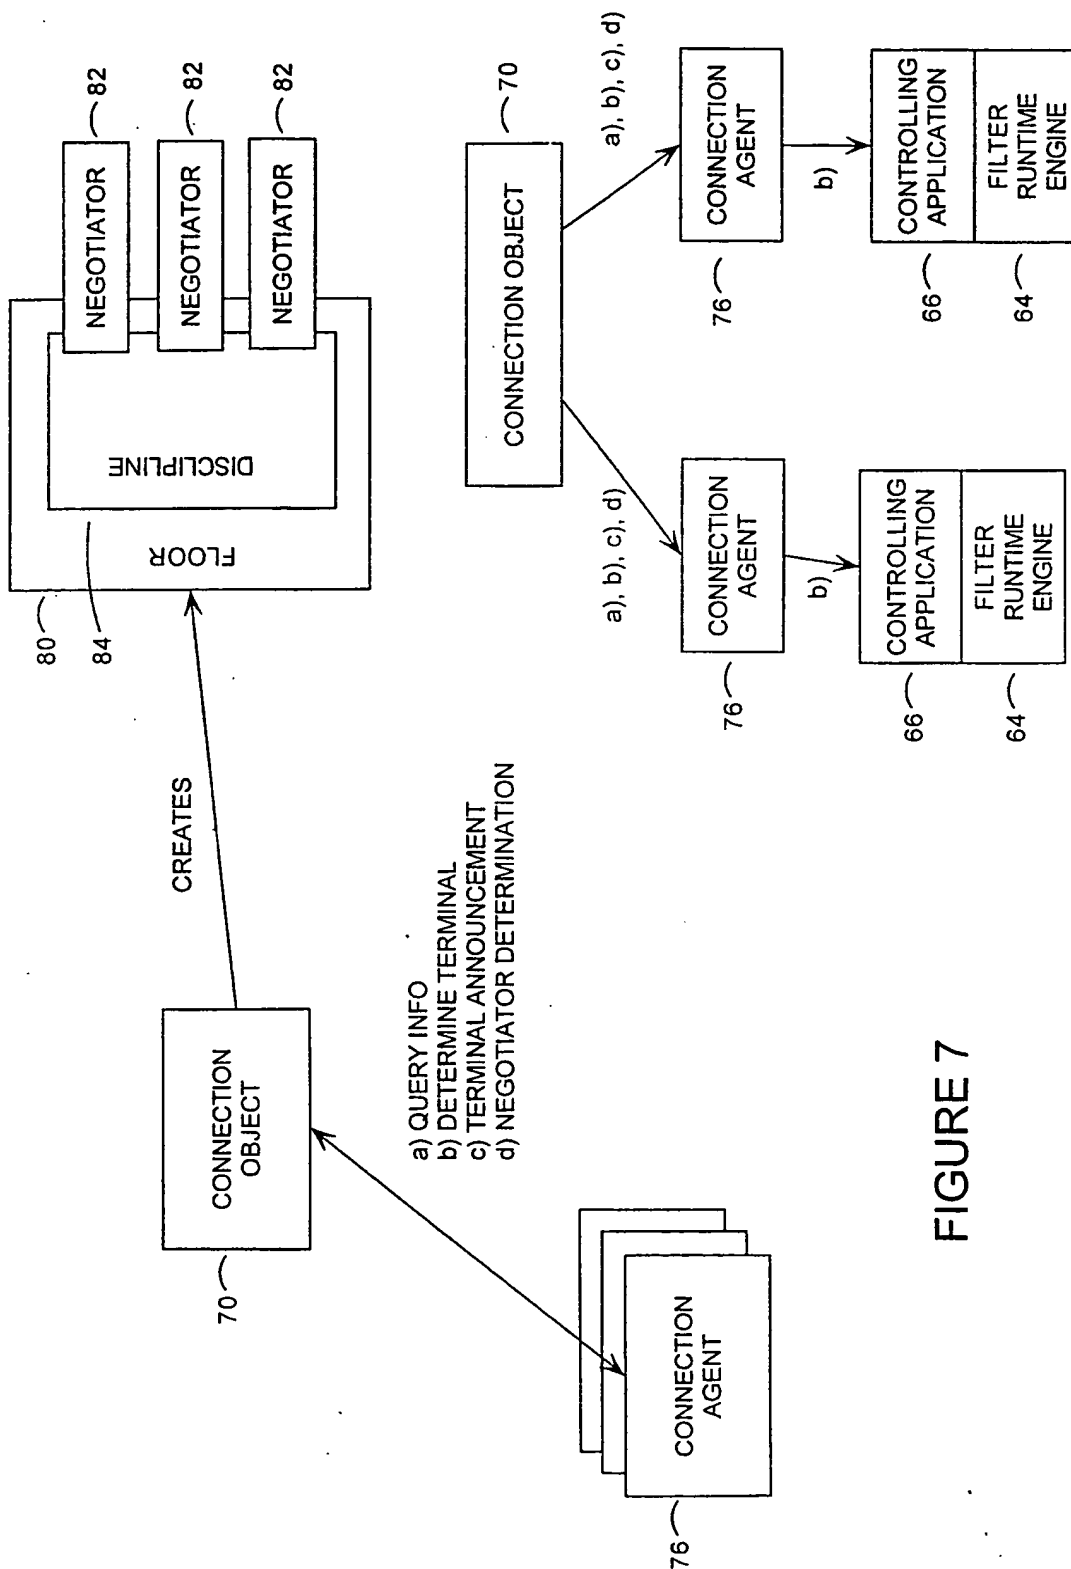 80
FLOOR
84
DISCIPLINE
NEGOTIATOR
82
NEGOTIATOR
82
NEGOTIATOR
82
CREATES
70
CONNECTION
OBJECT
a) QUERY INFO
b) DETERMINE TERMINAL
c) TERMINAL ANNOUNCEMENT
d) NEGOTIATOR DETERMINATION
76
CONNECTION
AGENT
CONNECTION OBJECT
70
a), b), c), d)
a), b), c), d)
76
CONNECTION
AGENT
76
CONNECTION
AGENT
b)
b)
66
CONTROLLING
APPLICATION
64
FILTER
RUNTIME
ENGINE
66
CONTROLLING
APPLICATION
64
FILTER
RUNTIME
ENGINE
FIGURE 7